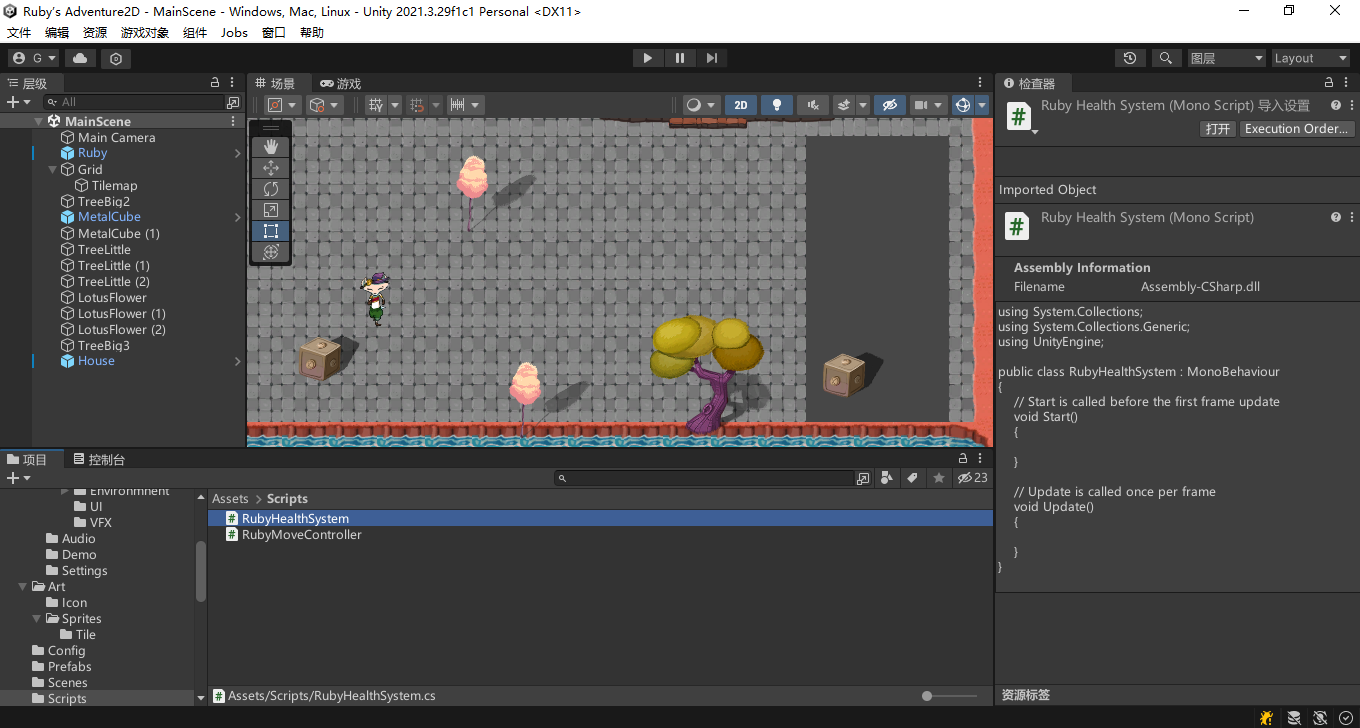 Ruby's Adventure2D - MainScene - Windows, Mac, Linux - Unity 2021.3.29f1c1 Personal <DX11>
文件 编辑 资源 游戏对象 组件 Jobs 窗口 帮助
G
图层 Layout
层级
All
MainScene
Main Camera
Ruby
Grid
Tilemap
TreeBig2
MetalCube
MetalCube (1)
TreeLittle
TreeLittle (1)
TreeLittle (2)
LotusFlower
LotusFlower (1)
LotusFlower (2)
TreeBig3
House
场景 游戏
2D
检查器
Ruby Health System (Mono Script) 导入设置
打开 Execution Order...
Imported Object
Ruby Health System (Mono Script)
Assembly Information
Filename Assembly-CSharp.dll
using System.Collections;
using System.Collections.Generic;
using UnityEngine;
public class RubyHealthSystem : MonoBehaviour
{
// Start is called before the first frame update
void Start()
{
}
// Update is called once per frame
void Update()
{
}
}
资源标签
项目 控制台
23
Environmnent
UI
VFX
Audio
Demo
Settings
Art
Icon
Sprites
Tile
Config
Prefabs
Scenes
Scripts
Assets > Scripts
RubyHealthSystem
RubyMoveController
Assets/Scripts/RubyHealthSystem.cs